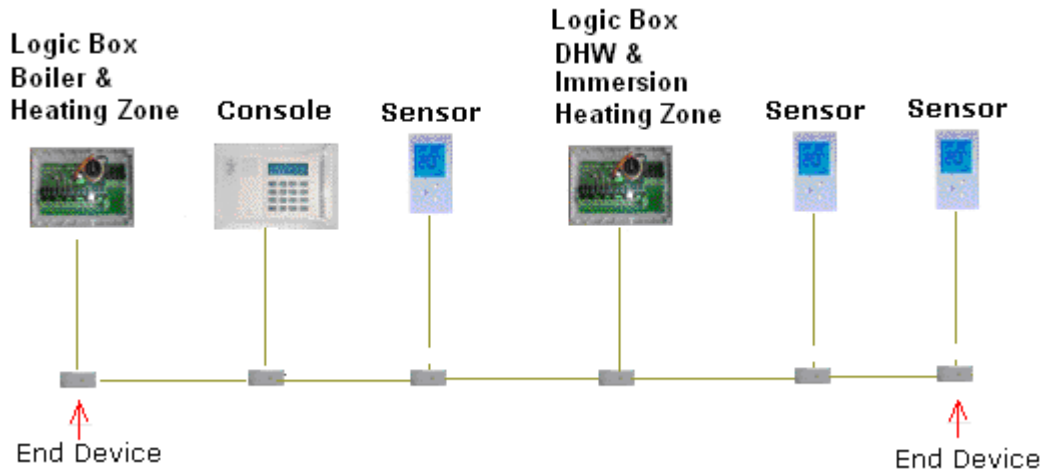 Logic Box
Boiler &
Heating Zone
Console
Sensor
Logic Box
DHW &
Immersion
Heating Zone
Sensor
Sensor
End Device
End Device